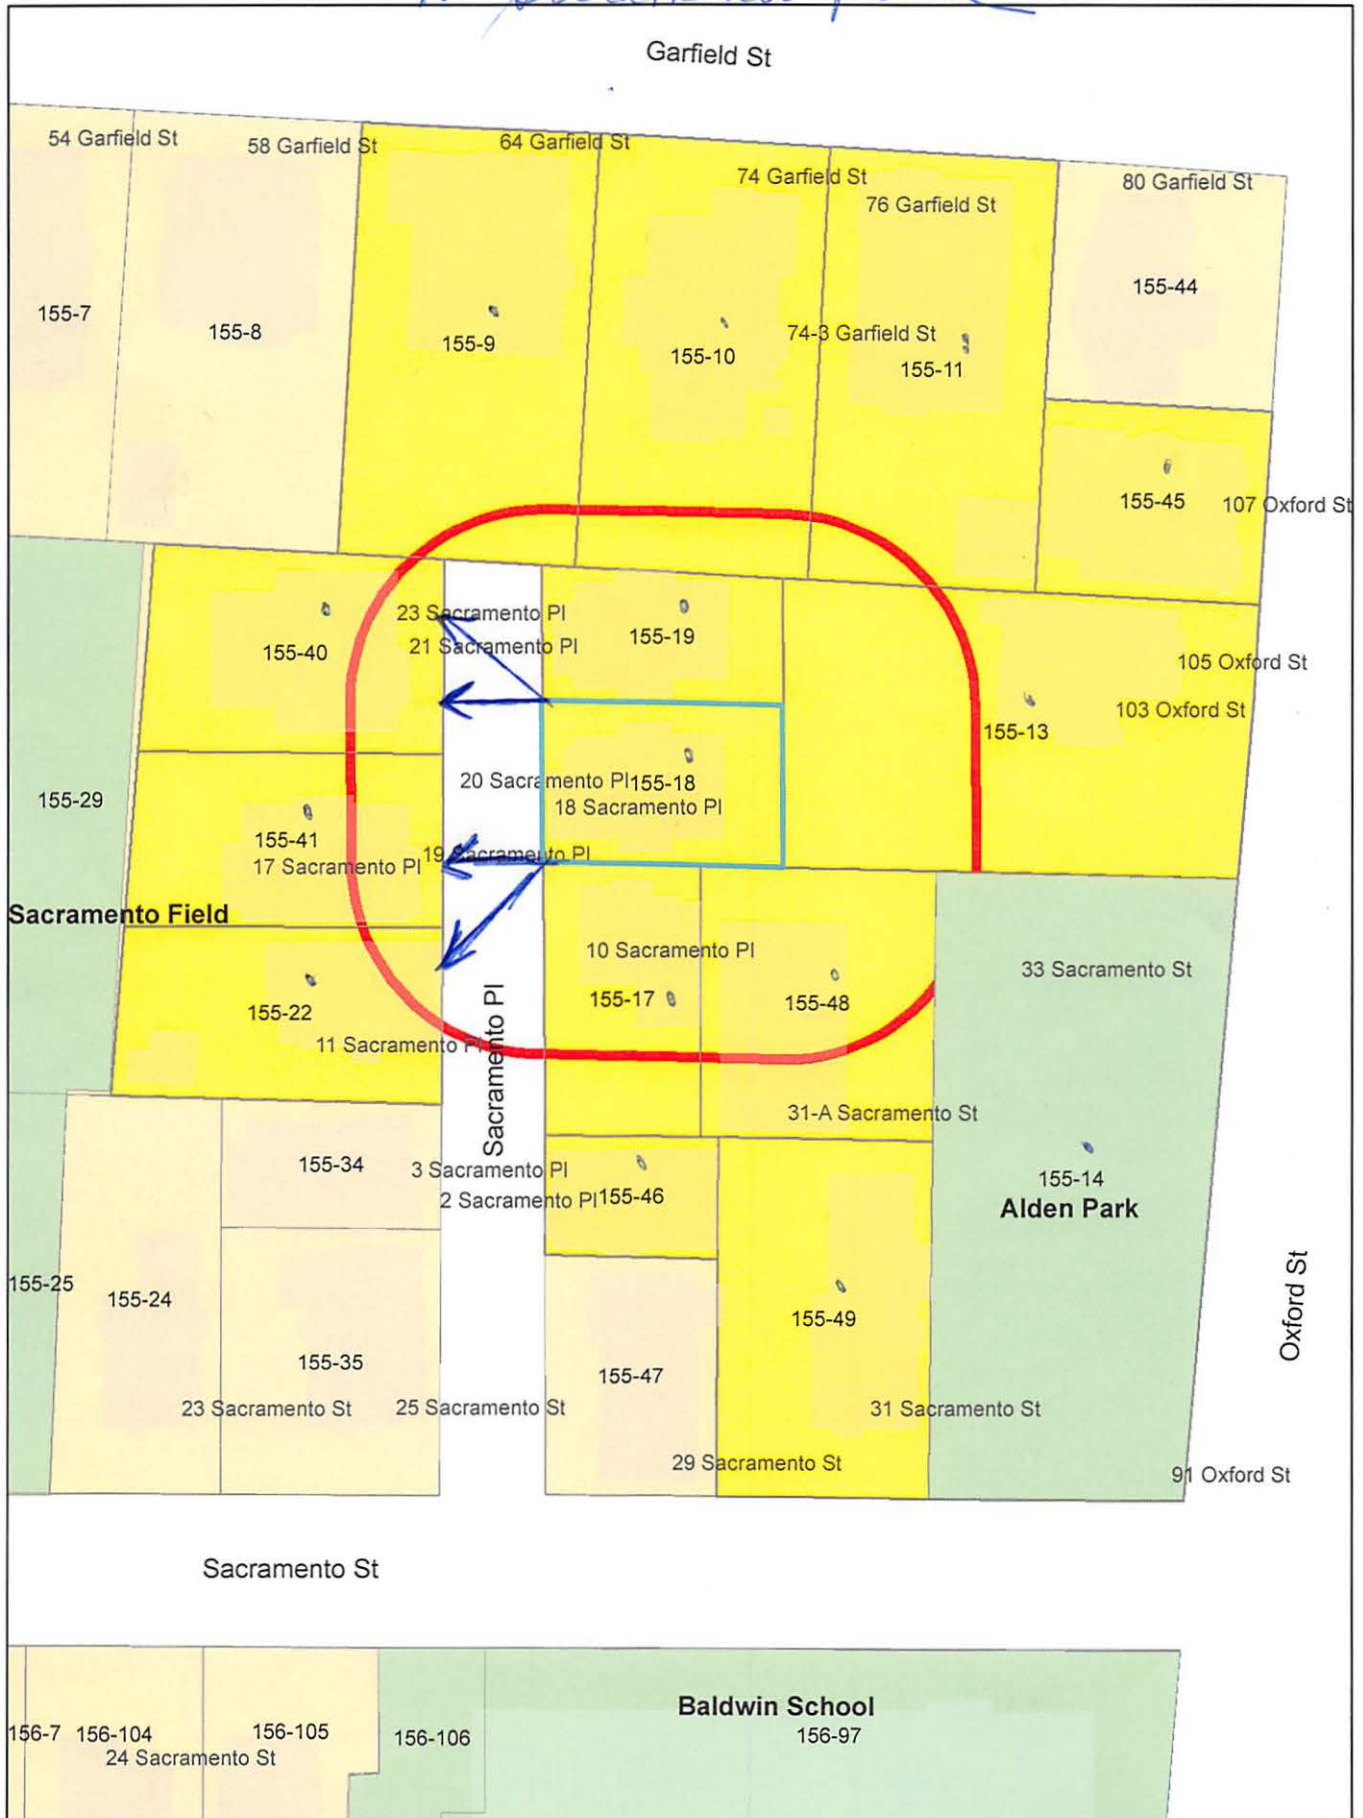 Garfield St
54 Garfield St
58 Garfield St
64 Garfield St
74 Garfield St
76 Garfield St
80 Garfield St
155-7
155-8
155-9
155-10
74-3 Garfield St
155-11
155-44
155-45
107 Oxford St
23 Sacramento Pl
21 Sacramento Pl
155-40
155-19
105 Oxford St
103 Oxford St
155-13
155-29
20 Sacramento Pl
155-18
18 Sacramento Pl
155-41
17 Sacramento Pl
19 Sacramento Pl
Sacramento Field
10 Sacramento Pl
33 Sacramento St
155-22
155-17
155-48
11 Sacramento Pl
Sacramento Pl
31-A Sacramento St
155-34
3 Sacramento Pl
2 Sacramento Pl
155-46
155-14
Alden Park
155-25
155-24
155-49
Oxford St
155-35
155-47
23 Sacramento St
25 Sacramento St
31 Sacramento St
29 Sacramento St
91 Oxford St
Sacramento St
Baldwin School
156-7
156-104
156-105
156-106
156-97
24 Sacramento St